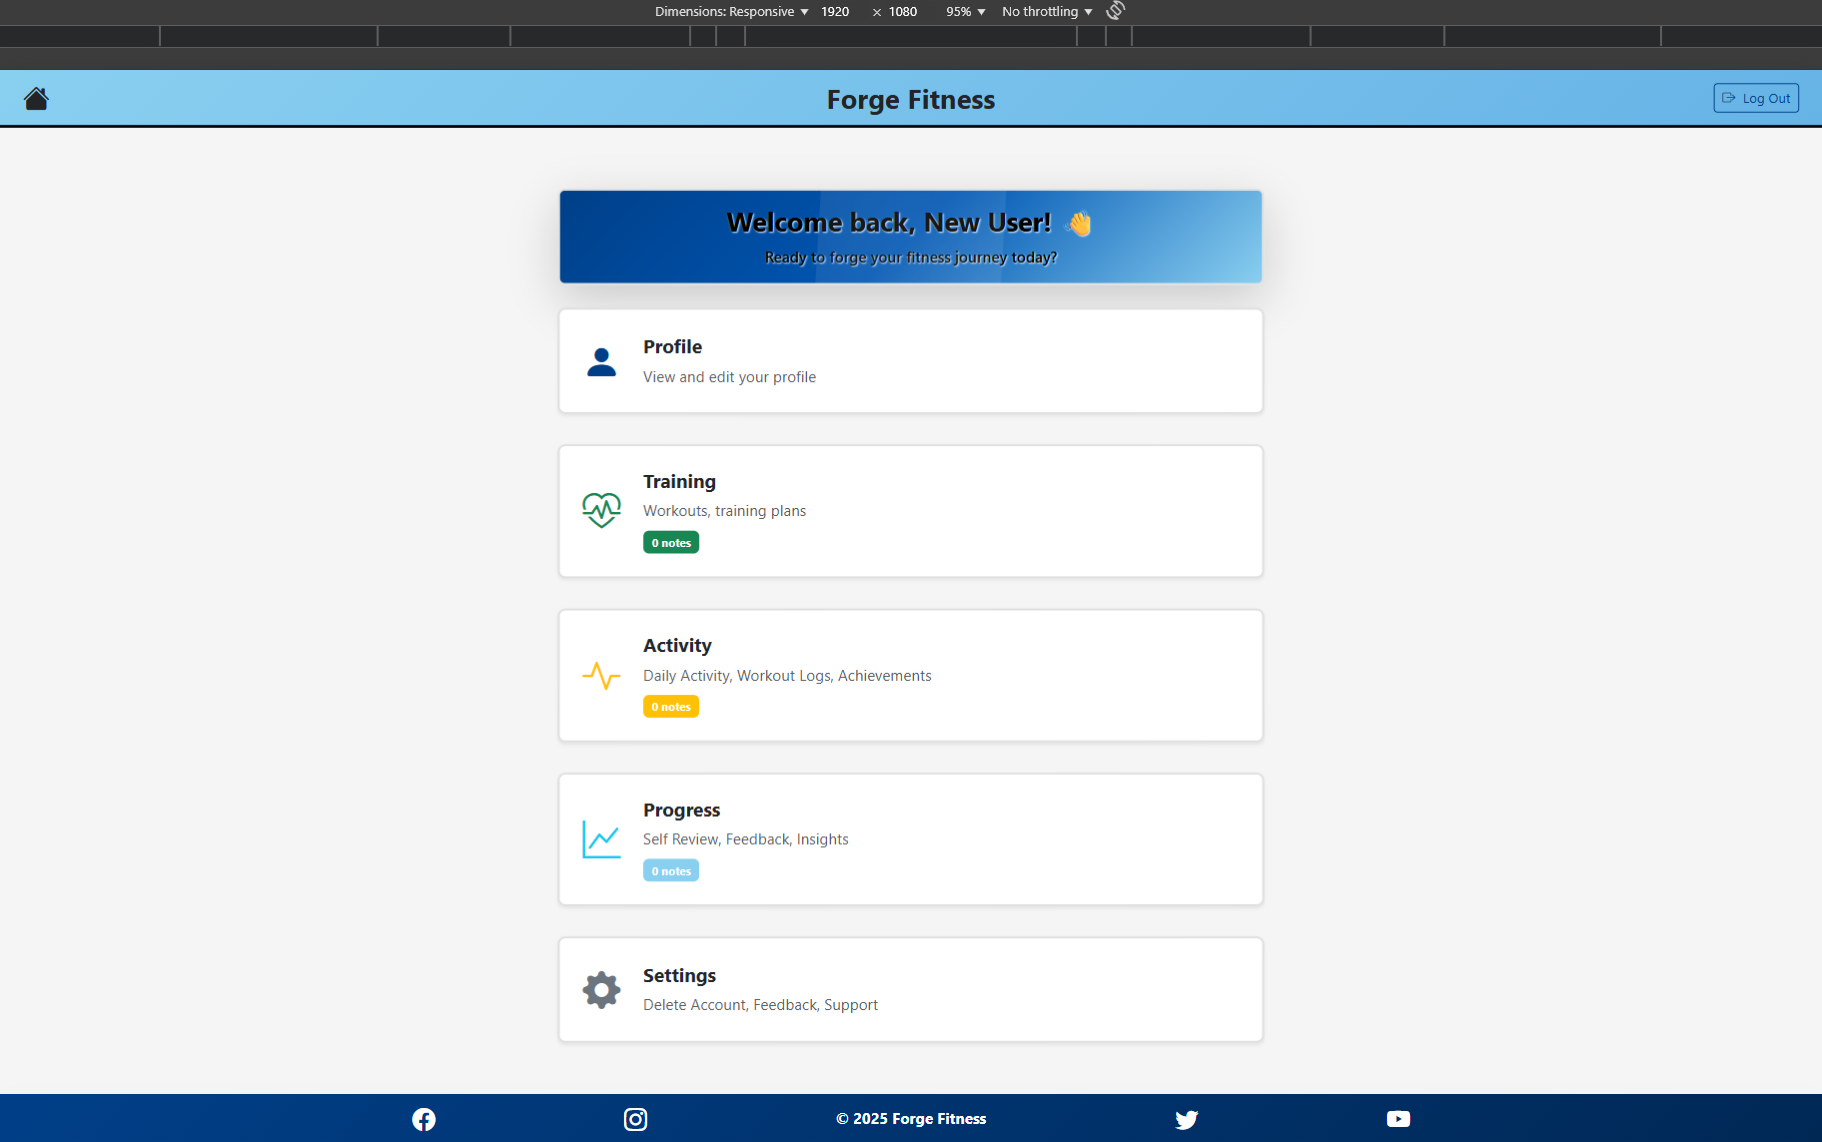 Dimensions: Responsive ▼ 1920 × 1080 95% ▼ No throttling ▼
Forge Fitness
Log Out
Welcome back, New User! 👋
Ready to forge your fitness journey today?
Profile
View and edit your profile
Training
Workouts, training plans
0 notes
Activity
Daily Activity, Workout Logs, Achievements
0 notes
Progress
Self Review, Feedback, Insights
0 notes
Settings
Delete Account, Feedback, Support
© 2025 Forge Fitness